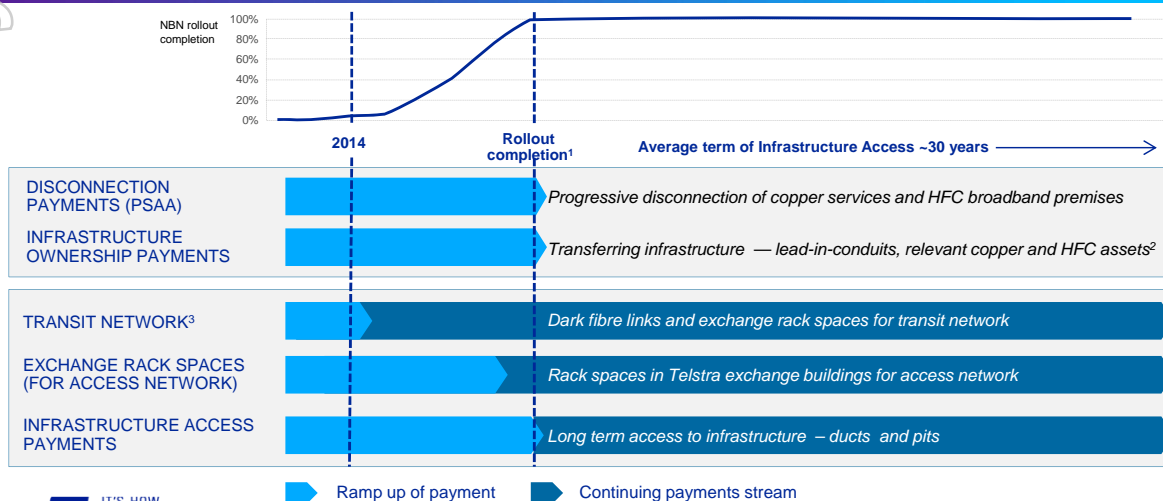 NBN rollout
completion
100%
80%
60%
40%
20%
0%
2014
Rollout
completion¹
Average term of Infrastructure Access ~30 years
DISCONNECTION
PAYMENTS (PSAA)
Progressive disconnection of copper services and HFC broadband premises
INFRASTRUCTURE
OWNERSHIP PAYMENTS
Transferring infrastructure — lead-in-conduits, relevant copper and HFC assets²
TRANSIT NETWORK³
Dark fibre links and exchange rack spaces for transit network
EXCHANGE RACK SPACES
(FOR ACCESS NETWORK)
Rack spaces in Telstra exchange buildings for access network
INFRASTRUCTURE ACCESS
PAYMENTS
Long term access to infrastructure – ducts and pits
Ramp up of payment
Continuing payments stream
IT'S HOW